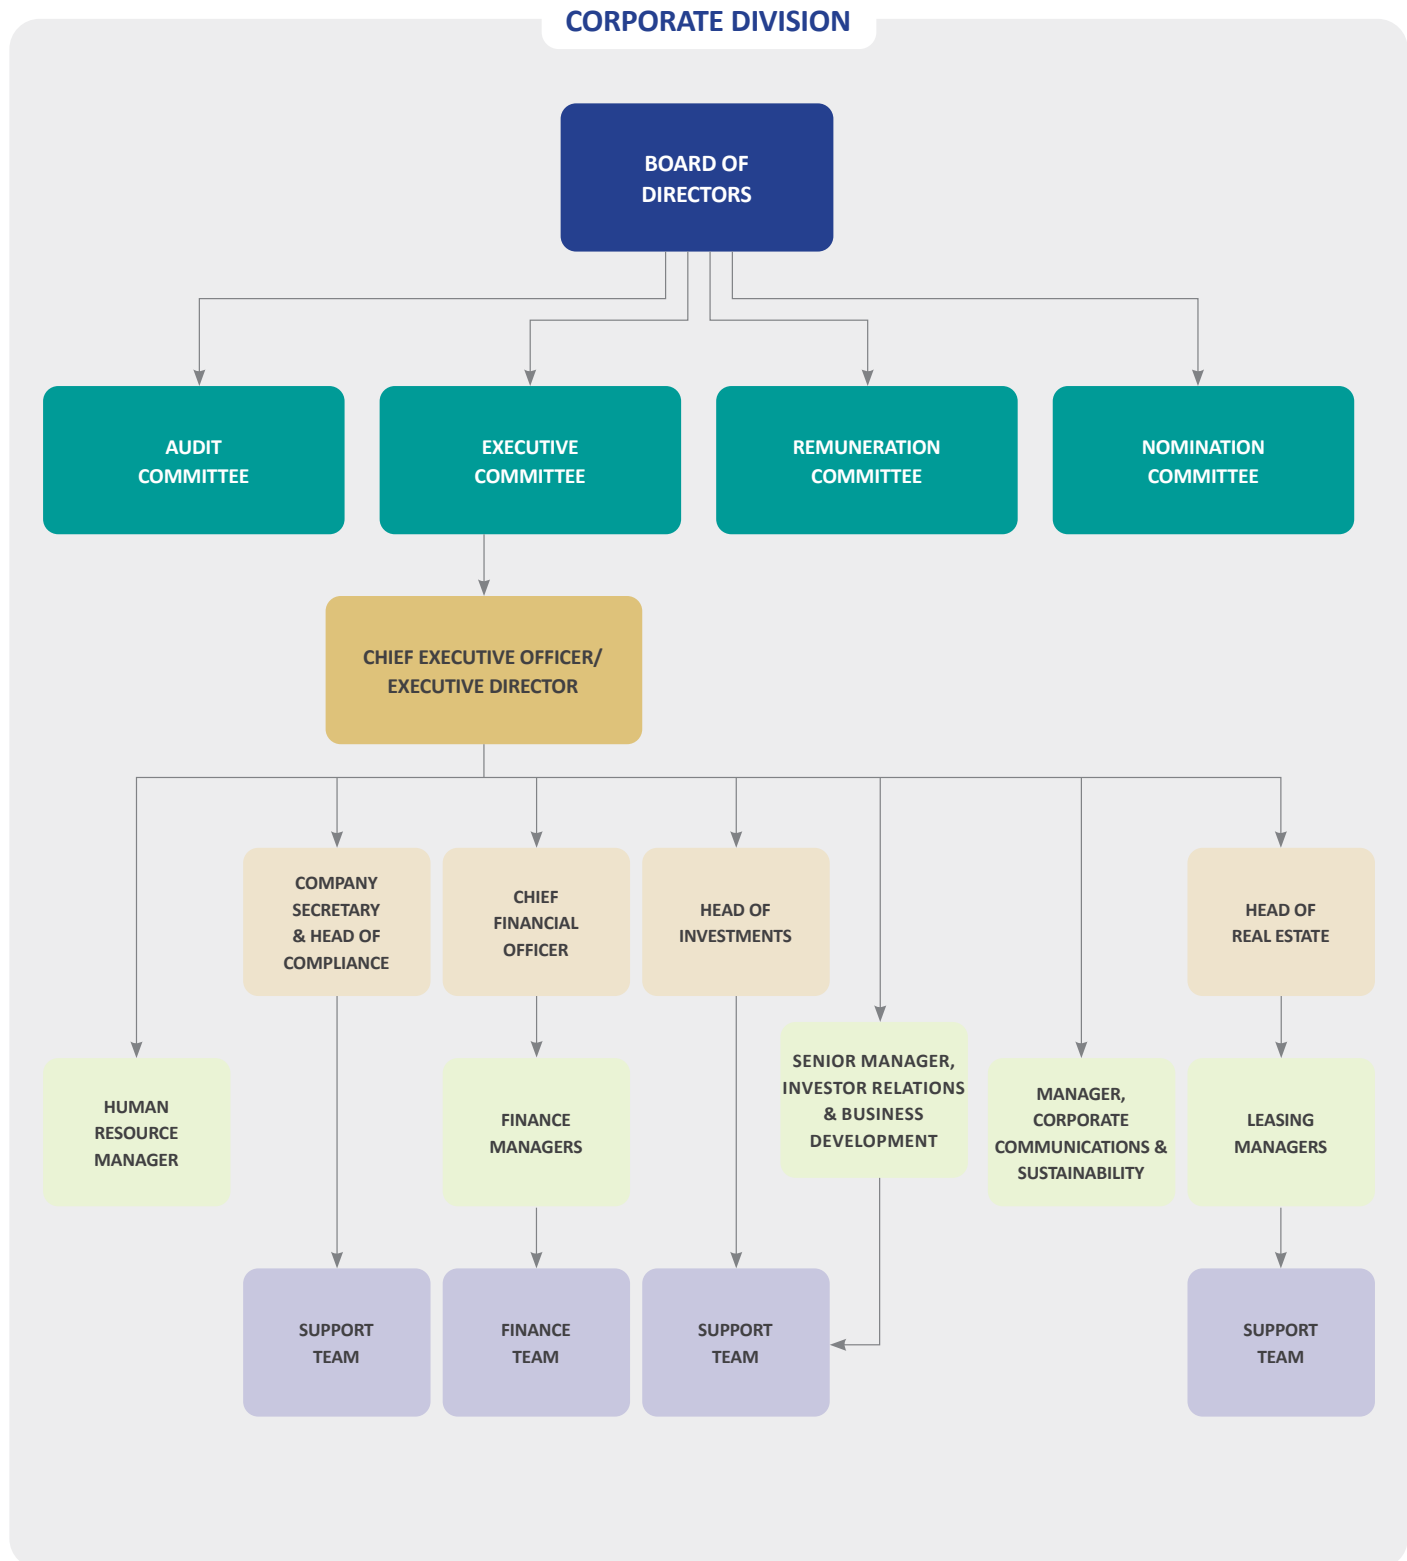 CORPORATE DIVISION
BOARD OF
DIRECTORS
AUDIT
COMMITTEE
EXECUTIVE
COMMITTEE
REMUNERATION
COMMITTEE
NOMINATION
COMMITTEE
CHIEF EXECUTIVE OFFICER/
EXECUTIVE DIRECTOR
COMPANY
SECRETARY
& HEAD OF
COMPLIANCE
CHIEF
FINANCIAL
OFFICER
HEAD OF
INVESTMENTS
HEAD OF
REAL ESTATE
HUMAN
RESOURCE
MANAGER
FINANCE
MANAGERS
SENIOR MANAGER,
INVESTOR RELATIONS
& BUSINESS
DEVELOPMENT
MANAGER,
CORPORATE
COMMUNICATIONS &
SUSTAINABILITY
LEASING
MANAGERS
SUPPORT
TEAM
FINANCE
TEAM
SUPPORT
TEAM
SUPPORT
TEAM